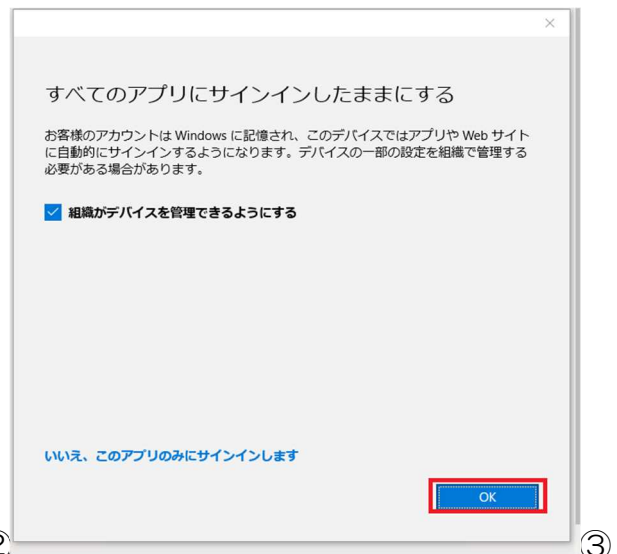 すべてのアプリにサインインしたままにする
お客様のアカウントは Windows に記憶され、このデバイスではアプリや Web サイト
に自動的にサインインするようになります。デバイスの一部の設定を組織で管理する
必要がある場合があります。
組織がデバイスを管理できるようにする
いいえ、このアプリのみにサインインします
OK
③